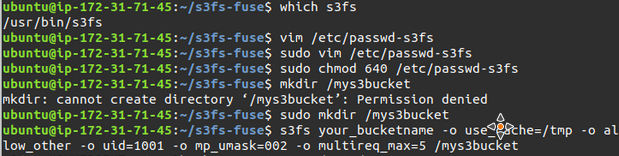 ubuntu@ip-172-31-71-45:~/s3fs-fuse$ which s3fs
/usr/bin/s3fs
ubuntu@ip-172-31-71-45:~/s3fs-fuse$ vim /etc/passwd-s3fs
ubuntu@ip-172-31-71-45:~/s3fs-fuse$ sudo vim /etc/passwd-s3fs
ubuntu@ip-172-31-71-45:~/s3fs-fuse$ sudo chmod 640 /etc/passwd-s3fs
ubuntu@ip-172-31-71-45:~/s3fs-fuse$ mkdir /mys3bucket
mkdir: cannot create directory ‘/mys3bucket’: Permission denied
ubuntu@ip-172-31-71-45:~/s3fs-fuse$ sudo mkdir /mys3bucket
ubuntu@ip-172-31-71-45:~/s3fs-fuse$ s3fs your_bucketname -o use_cache=/tmp -o al
low_other -o uid=1001 -o mp_umask=002 -o multireq_max=5 /mys3bucket